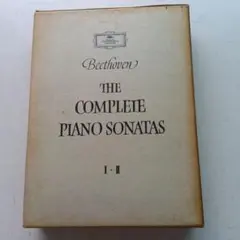 Beethoven
THE
COMPLETE
PIANO SONATAS
I · II